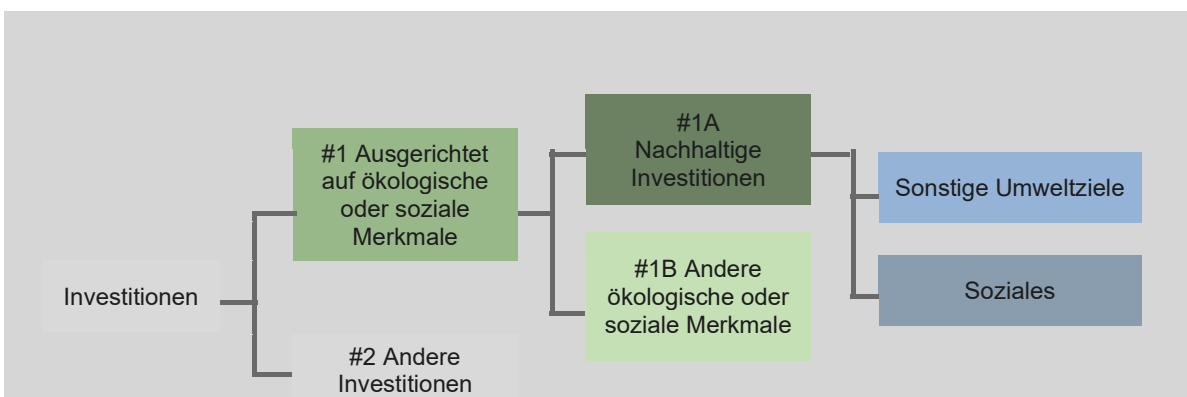 Investitionen
#1 Ausgerichtet
auf ökologische
oder soziale
Merkmale
#2 Andere
Investitionen
#1A
Nachhaltige
Investitionen
#1B Andere
ökologische oder
soziale Merkmale
Sonstige Umweltziele
Soziales